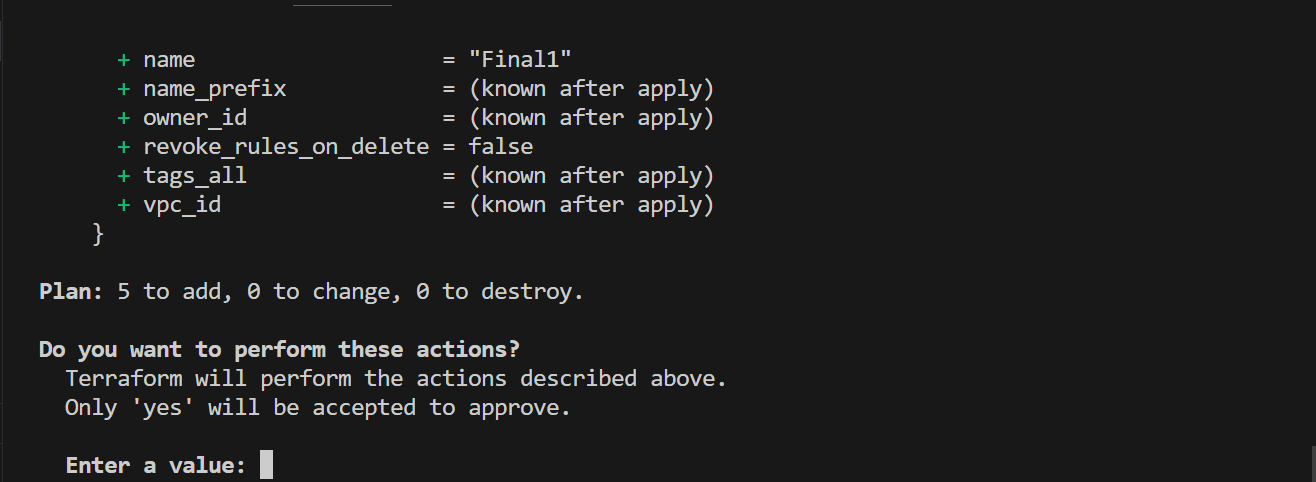 + name                   = "Final1"
+ name_prefix            = (known after apply)
+ owner_id               = (known after apply)
+ revoke_rules_on_delete = false
+ tags_all               = (known after apply)
+ vpc_id                 = (known after apply)
}
Plan: 5 to add, 0 to change, 0 to destroy.
Do you want to perform these actions?
Terraform will perform the actions described above.
Only 'yes' will be accepted to approve.
Enter a value: